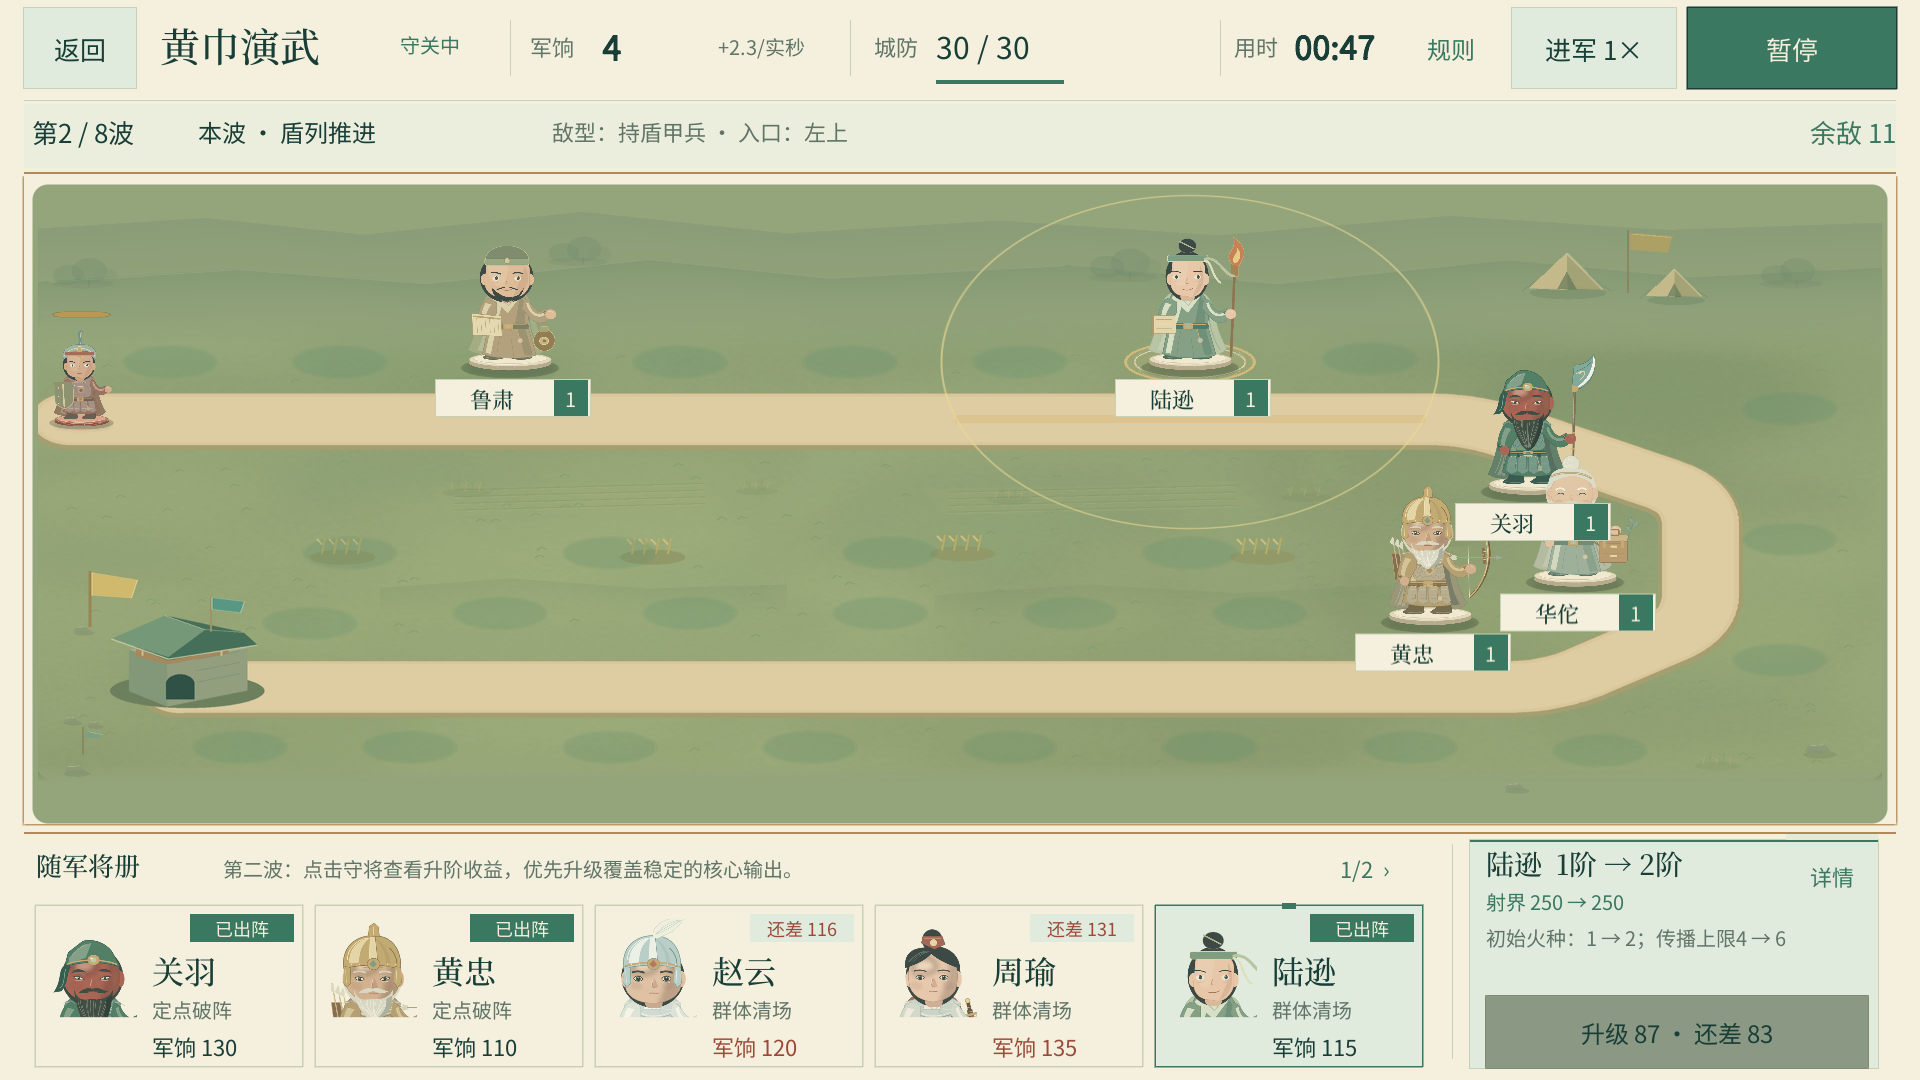 返回
黄巾演武
守关中
军饷 4
+2.3/实秒
城防 30 / 30
用时 00:47
规则
进军 1×
暂停
第2 / 8波
本波 · 盾列推进
敌型：持盾甲兵 · 入口：左上
余敌 11
鲁肃 1
陆逊 1
关羽 1
华佗 1
黄忠 1
随军将册
第二波：点击守将查看升阶收益，优先升级覆盖稳定的核心输出。
1/2 ›
已出阵
关羽
定点破阵
军饷 130
已出阵
黄忠
定点破阵
军饷 110
还差 116
赵云
群体清场
军饷 120
还差 131
周瑜
群体清场
军饷 135
已出阵
陆逊
群体清场
军饷 115
陆逊 1阶 → 2阶
详情
射界 250 → 250
初始火种：1 → 2；传播上限4 → 6
升级 87 · 还差 83